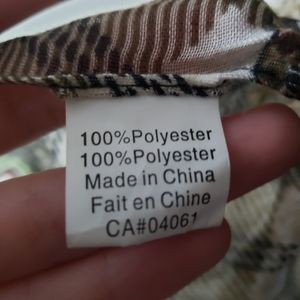 100%Polyester
100%Polyester
Made in China
Fait en Chine
CA#04061